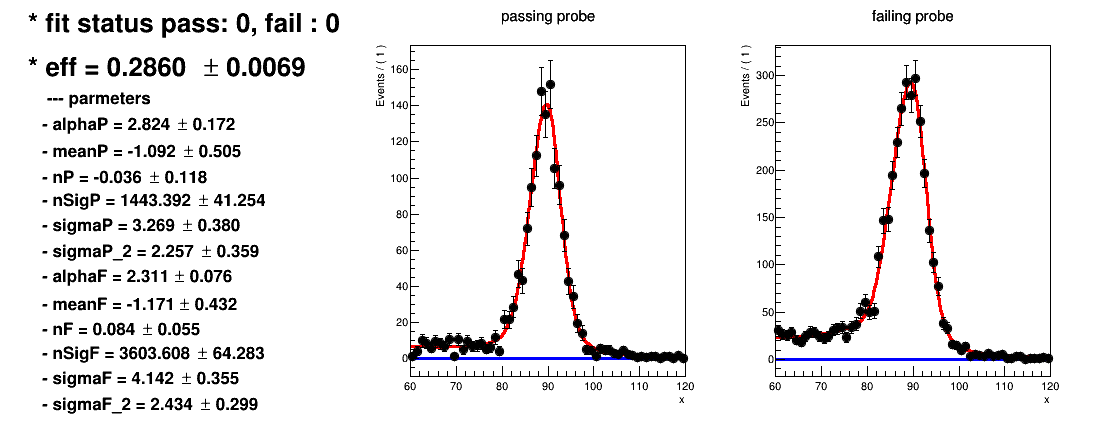 * fit status pass: 0, fail : 0
* eff = 0.2860 ± 0.0069
--- parmeters
- alphaP = 2.824 ± 0.172
- meanP = -1.092 ± 0.505
- nP = -0.036 ± 0.118
- nSigP = 1443.392 ± 41.254
- sigmaP = 3.269 ± 0.380
- sigmaP_2 = 2.257 ± 0.359
- alphaF = 2.311 ± 0.076
- meanF = -1.171 ± 0.432
- nF = 0.084 ± 0.055
- nSigF = 3603.608 ± 64.283
- sigmaF = 4.142 ± 0.355
- sigmaF_2 = 2.434 ± 0.299
passing probe
Events / ( 1 )
160
140
120
100
80
60
40
20
0
60 70 80 90 100 110 120
x
failing probe
Events / ( 1 )
300
250
200
150
100
50
0
60 70 80 90 100 110 120
x